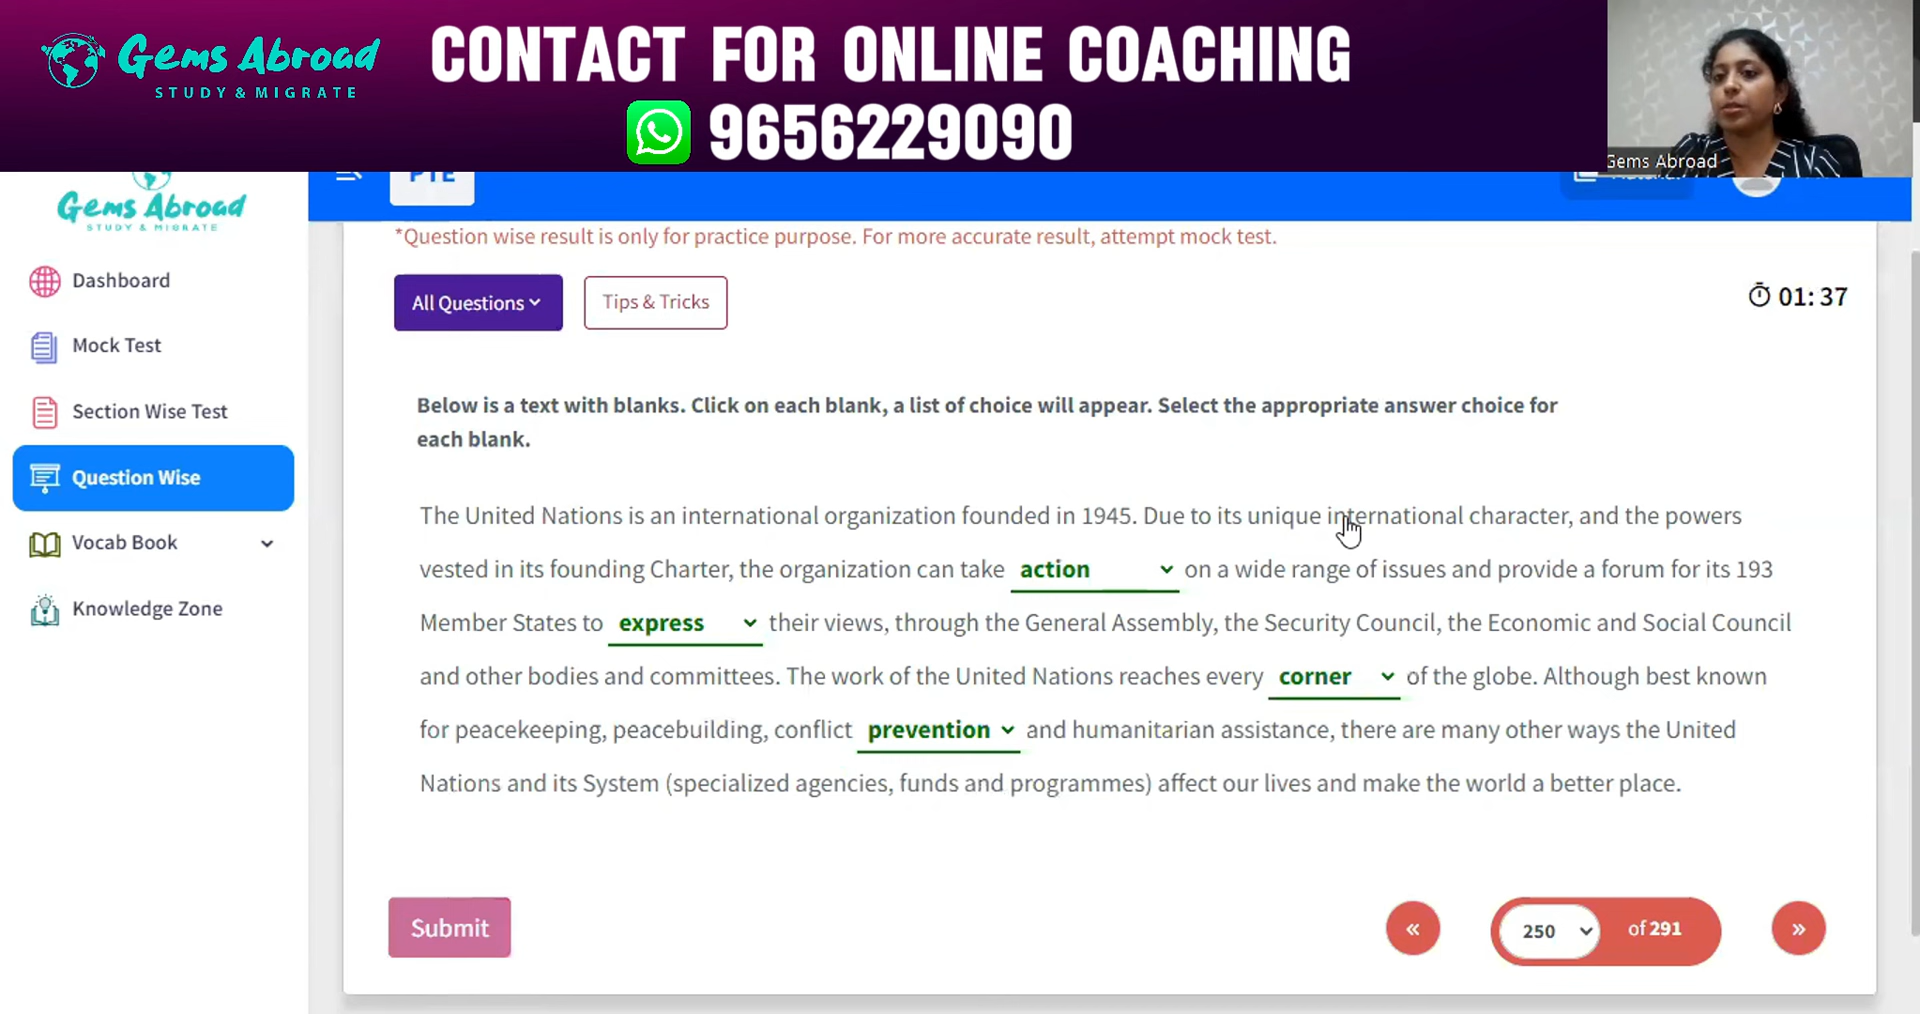 Gems Abroad
STUDY & MIGRATE
CONTACT FOR ONLINE COACHING
9656229090
Gems Abroad
Gems Abroad
STUDY & MIGRATE
PTE
*Question wise result is only for practice purpose. For more accurate result, attempt mock test.
Dashboard
Mock Test
Section Wise Test
Question Wise
Vocab Book
Knowledge Zone
All Questions
Tips & Tricks
01: 37
Below is a text with blanks. Click on each blank, a list of choice will appear. Select the appropriate answer choice for
each blank.
The United Nations is an international organization founded in 1945. Due to its unique international character, and the powers
vested in its founding Charter, the organization can take action on a wide range of issues and provide a forum for its 193
Member States to express their views, through the General Assembly, the Security Council, the Economic and Social Council
and other bodies and committees. The work of the United Nations reaches every corner of the globe. Although best known
for peacekeeping, peacebuilding, conflict prevention and humanitarian assistance, there are many other ways the United
Nations and its System (specialized agencies, funds and programmes) affect our lives and make the world a better place.
Submit
«
250
of 291
»